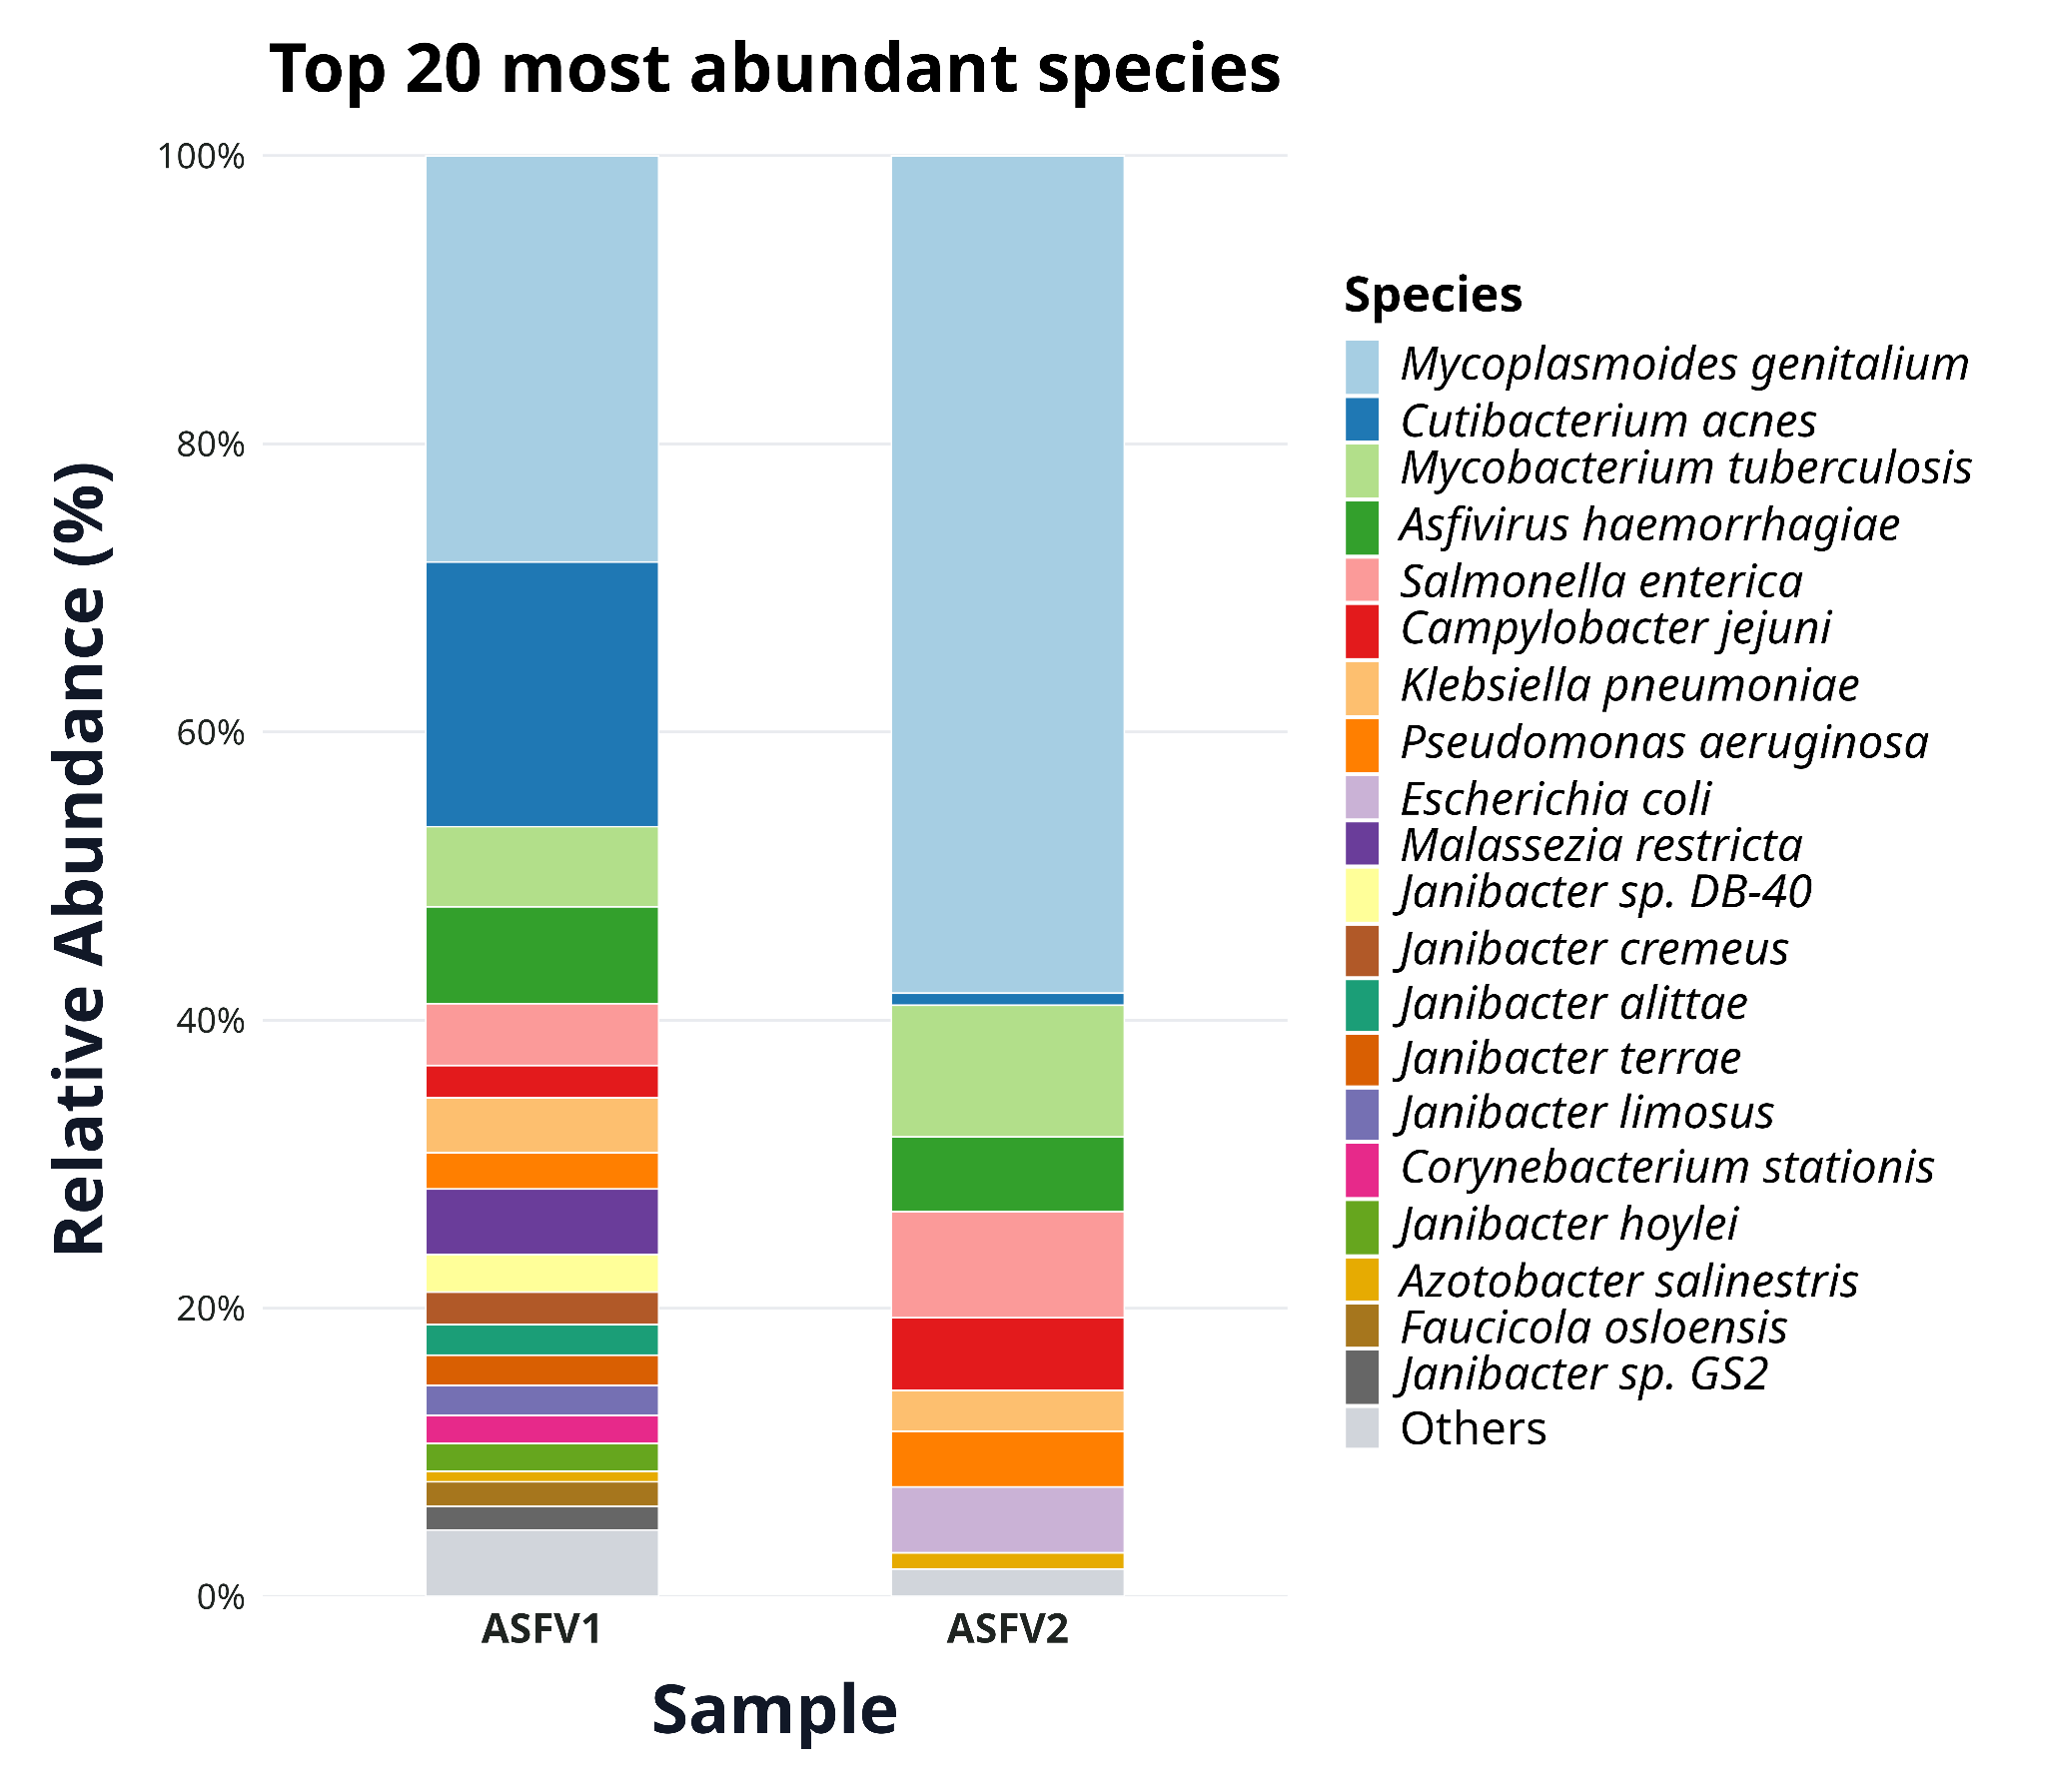 Top 20 most abundant species
100%
80%
60%
40%
20%
0%
Relative Abundance (%)
ASFV1
ASFV2
Sample
Species
Mycoplasmoides genitalium
Cutibacterium acnes
Mycobacterium tuberculosis
Asfivirus haemorrhagiae
Salmonella enterica
Campylobacter jejuni
Klebsiella pneumoniae
Pseudomonas aeruginosa
Escherichia coli
Malassezia restricta
Janibacter sp. DB-40
Janibacter cremeus
Janibacter alittae
Janibacter terrae
Janibacter limosus
Corynebacterium stationis
Janibacter hoylei
Azotobacter salinestris
Faucicola osloensis
Janibacter sp. GS2
Others